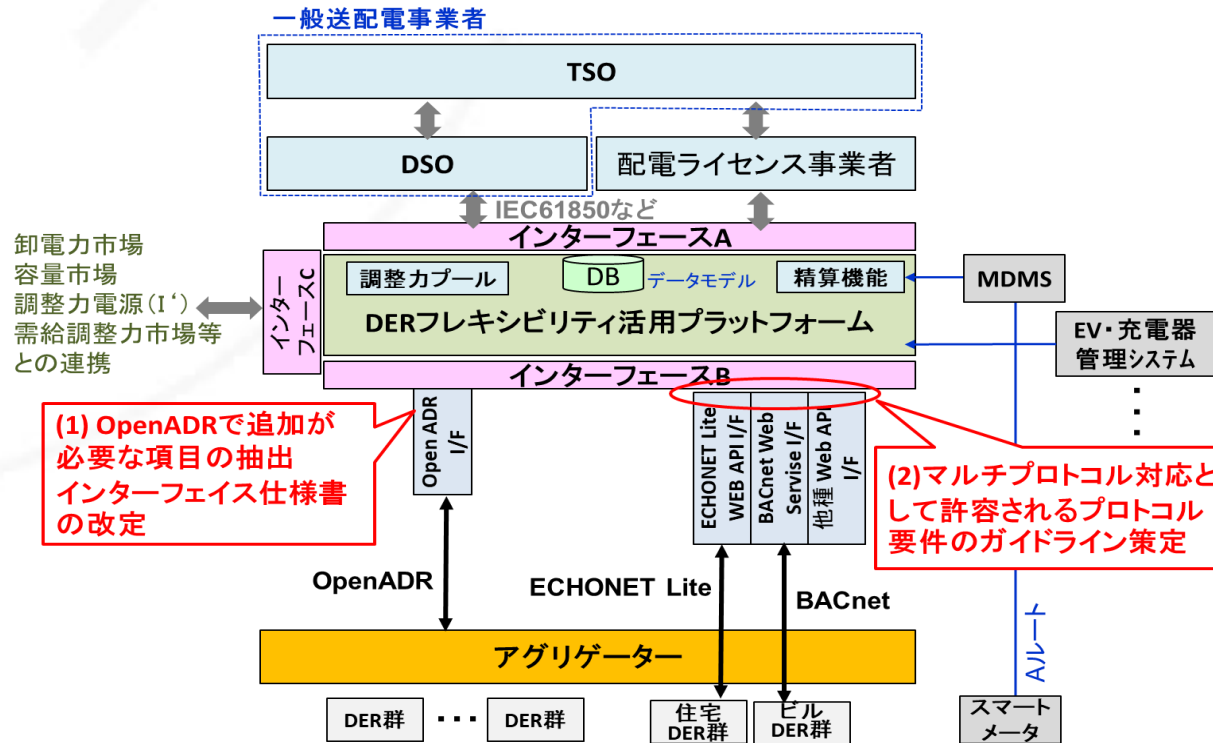 一般送配電事業者
TSO
DSO
配電ライセンス事業者
IEC61850など
インターフェースA
卸電力市場
容量市場
調整力電源(I‘)
需給調整力市場等
との連携
インター
フェースC
調整力プール
DB
データモデル
精算機能
DERフレキシビリティ活用プラットフォーム
MDMS
EV・充電器
管理システム
・
・
・
インターフェースB
(1) OpenADRで追加が
必要な項目の抽出
インターフェイス仕様書
の改定
Open ADR
I/F
ECHONET Lite
WEB API I/F
BACnet Web
Servise I/F
他種 Web API
I/F
(2)マルチプロトコル対応と
して許容されるプロトコル
要件のガイドライン策定
OpenADR
ECHONET Lite
BACnet
Aルート
アグリゲーター
DER群
・・・
DER群
住宅
DER群
ビル
DER群
スマート
メータ